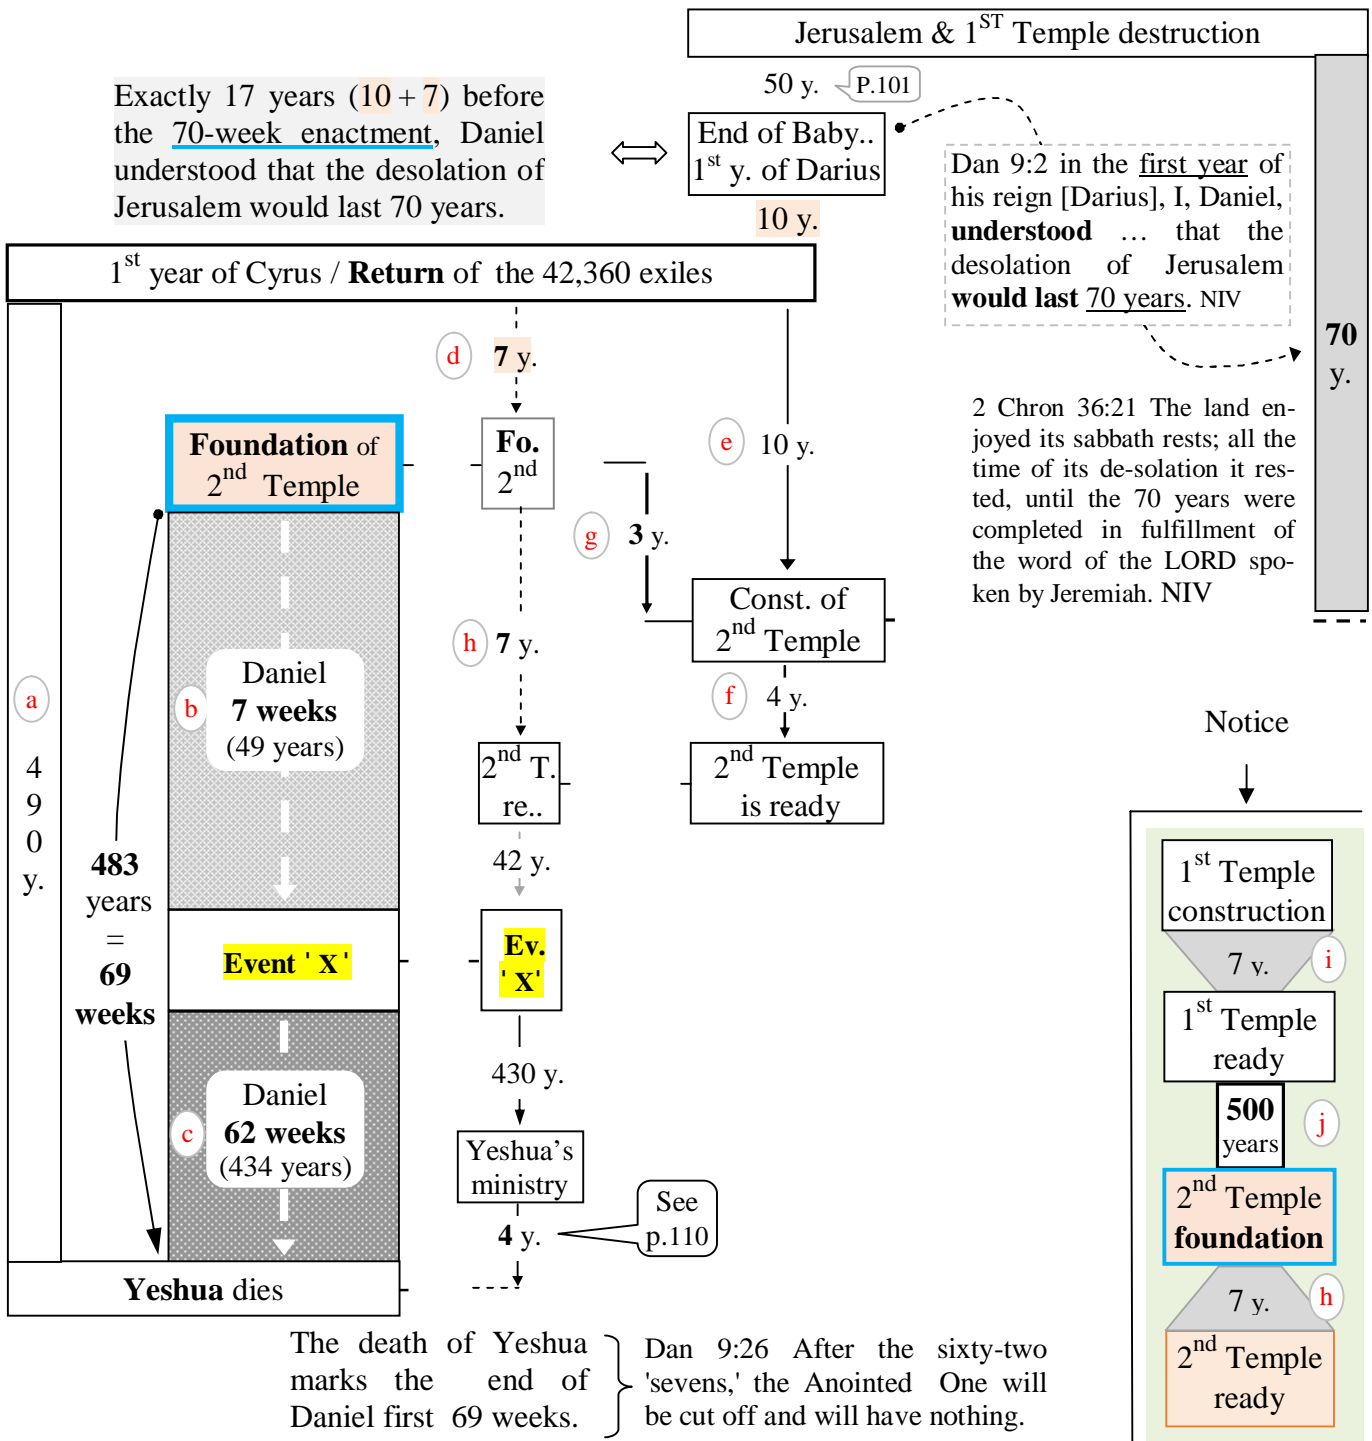 Jerusalem & 1ST Temple destruction
50 y.
P.101
Exactly 17 years (10 + 7) before
the 70-week enactment, Daniel
understood that the desolation of
Jerusalem would last 70 years.
End of Baby..
1st y. of Darius
10 y.
Dan 9:2 in the first year of
his reign [Darius], I, Daniel,
understood … that the
desolation of Jerusalem
would last 70 years. NIV
70
y.
1st year of Cyrus / Return of the 42,360 exiles
d
7 y.
2 Chron 36:21 The land en-
joyed its sabbath rests; all the
time of its de-solation it res-
ted, until the 70 years were
completed in fulfillment of
the word of the LORD spo-
ken by Jeremiah. NIV
Foundation of
2nd Temple
Fo.
2nd
e
10 y.
g
3 y.
Const. of
2nd Temple
h
7 y.
a
4
9
0
y.
b
Daniel
7 weeks
(49 years)
f
4 y.
2nd T.
re..
2nd Temple
is ready
42 y.
483
years
=
69
weeks
Event ' X '
Ev.
' X'
430 y.
c
Daniel
62 weeks
(434 years)
Yeshua’s
ministry
4 y.
See
p.110
Yeshua dies
Notice
1st Temple
construction
7 y.
i
1st Temple
ready
500
years
j
2nd Temple
foundation
7 y.
h
2nd Temple
ready
The death of Yeshua
marks the end of
Daniel first 69 weeks.
Dan 9:26 After the sixty-two
'sevens,' the Anointed One will
be cut off and will have nothing.